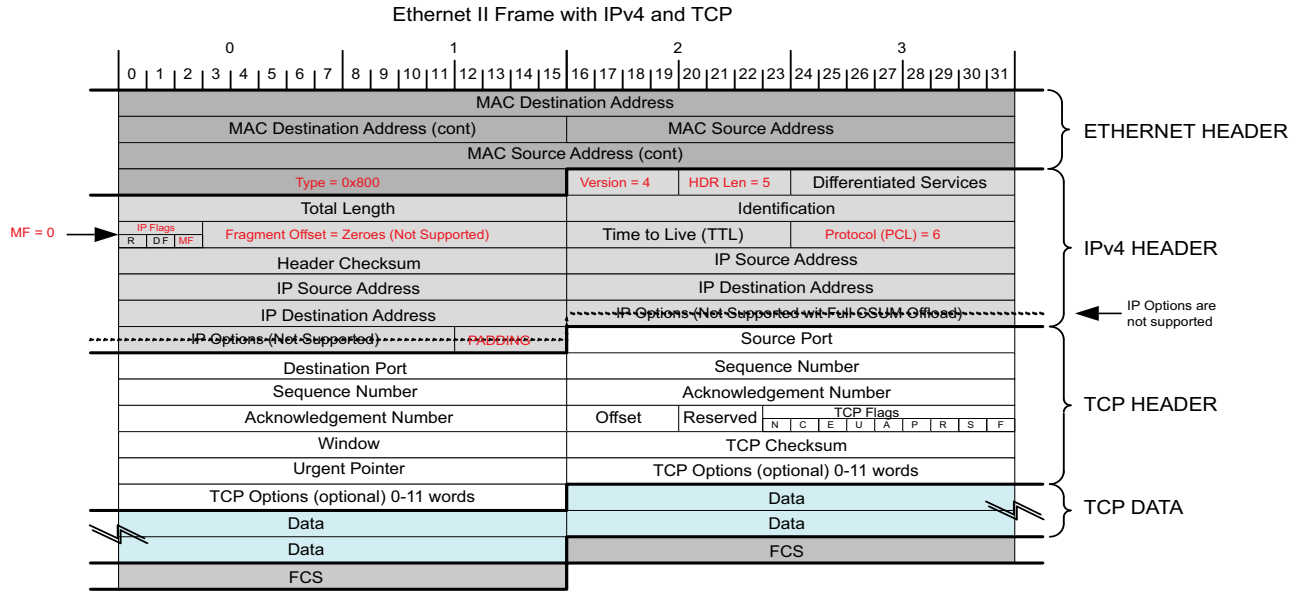 Ethernet II Frame with IPv4 and TCP
0 1 2 3
0 1 2 3 4 5 6 7 8 9 10 11 12 13 14 15 16 17 18 19 20 21 22 23 24 25 26 27 28 29 30 31
MAC Destination Address
MAC Destination Address (cont) MAC Source Address
ETHERNET HEADER
MAC Source Address (cont)
Type = 0x800 Version = 4 HDR Len = 5 Differentiated Services
Total Length Identification
MF = 0 IP Flags Fragment Offset = Zeroes (Not Supported) Time to Live (TTL) Protocol (PCL) = 6
R D F MF
IPv4 HEADER
Header Checksum IP Source Address
IP Source Address IP Destination Address
IP Destination Address IP Options (Not Supported wit Full CSUM Offload)
IP Options are
not supported
IP Options (Not Supported) PADDING Source Port
Destination Port Sequence Number
Sequence Number Acknowledgement Number
TCP HEADER
Acknowledgement Number Offset Reserved TCP Flags
N C E U A P R S F
Window TCP Checksum
Urgent Pointer TCP Options (optional) 0-11 words
TCP Options (optional) 0-11 words Data
TCP DATA
Data Data
Data FCS
FCS